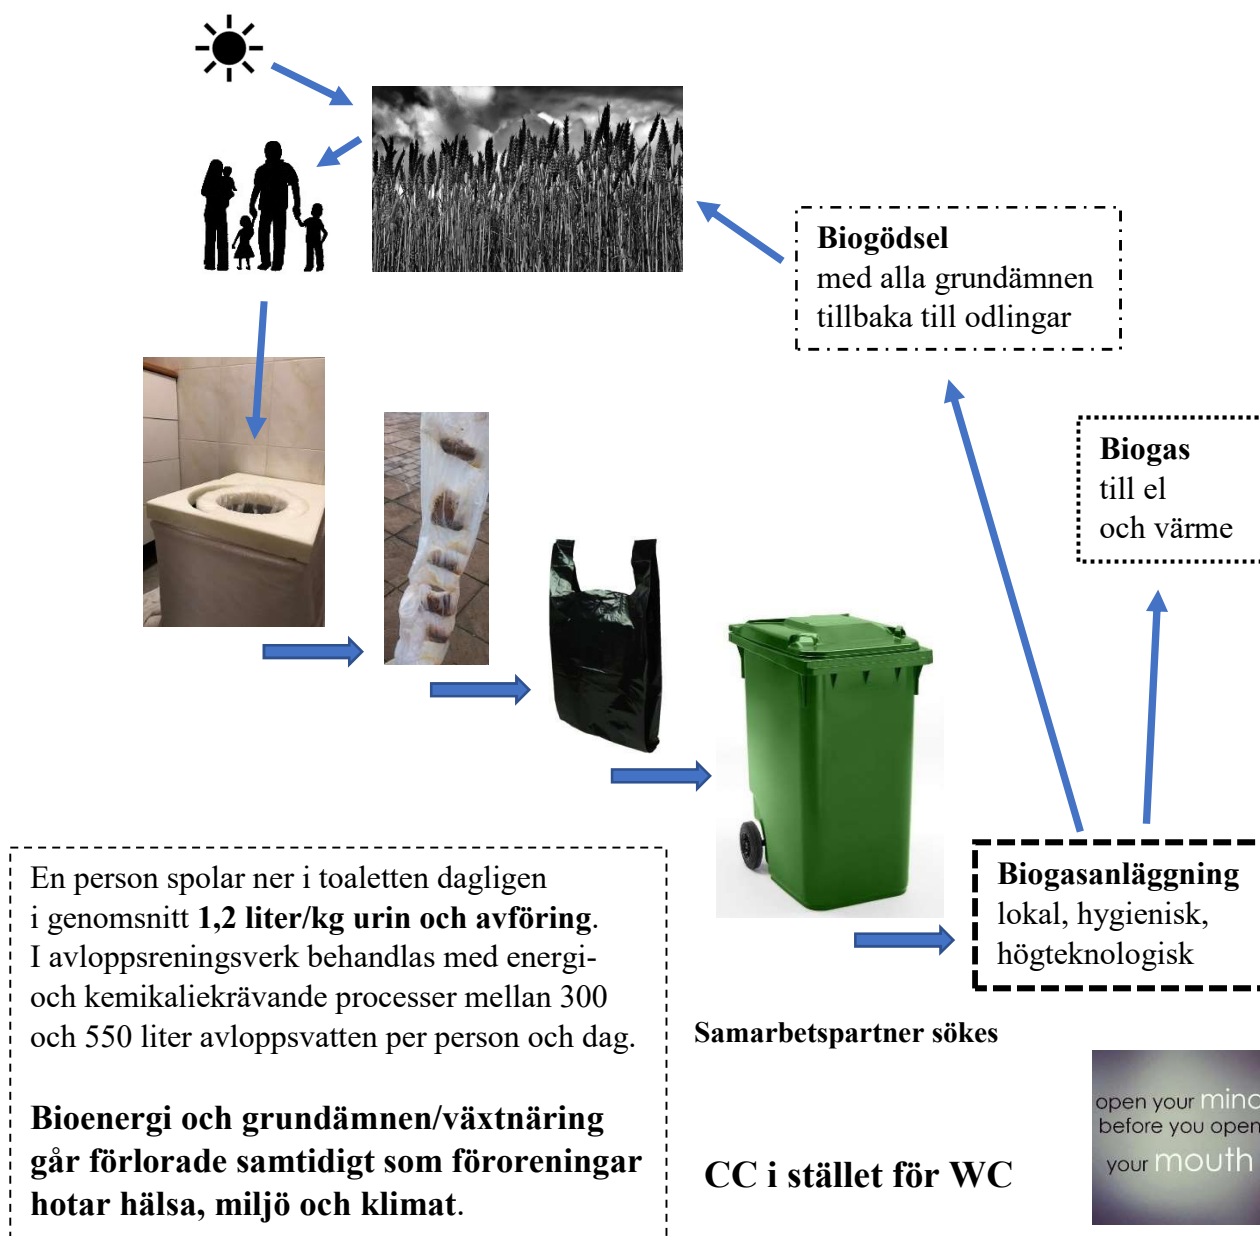 Biogödsel
med alla grundämnen
tillbaka till odlingar
Biogas
till el
och värme
Biogasanläggning
lokal, hygienisk,
högteknologisk
En person spolar ner i toaletten dagligen
i genomsnitt 1,2 liter/kg urin och avföring.
I avloppsreningsverk behandlas med energi-
och kemikaliekrävande processer mellan 300
och 550 liter avloppsvatten per person och dag.
Bioenergi och grundämnen/växtnäring
går förlorade samtidigt som föroreningar
hotar hälsa, miljö och klimat.
Samarbetspartner sökes
CC i stället för WC
open your mind
before you open
your mouth